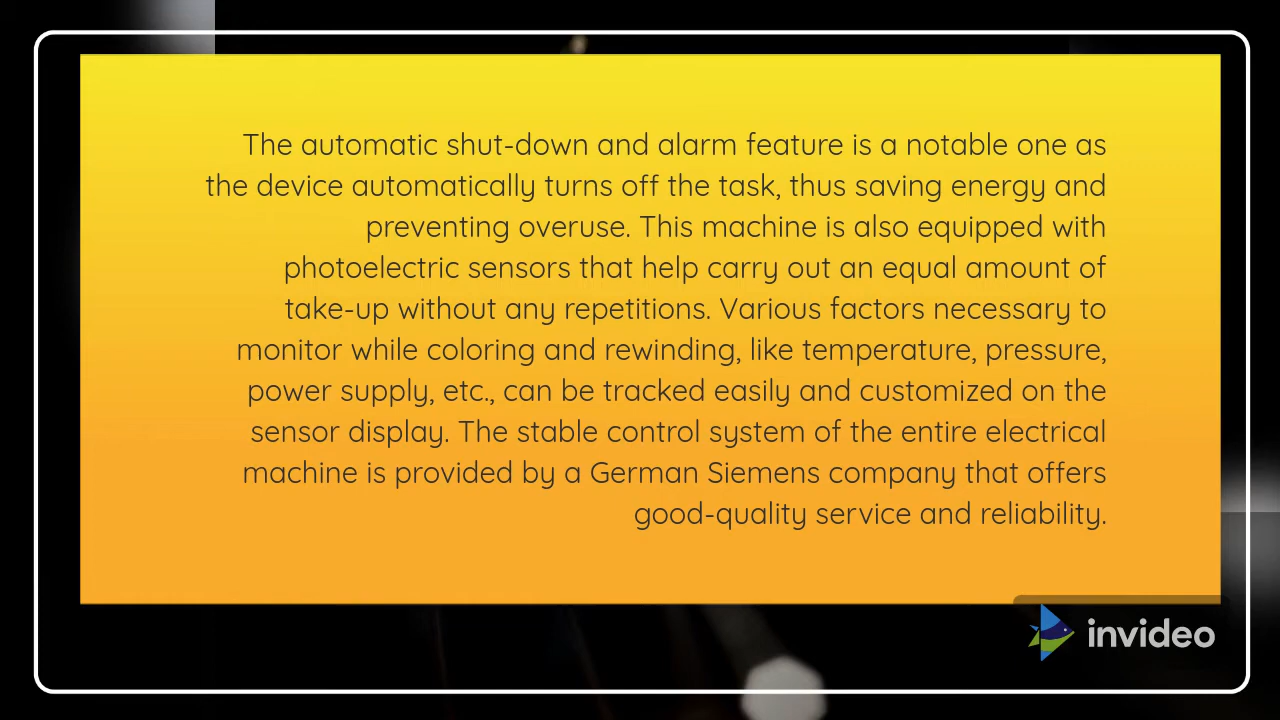 The automatic shut-down and alarm feature is a notable one as
the device automatically turns off the task, thus saving energy and
preventing overuse. This machine is also equipped with
photoelectric sensors that help carry out an equal amount of
take-up without any repetitions. Various factors necessary to
monitor while coloring and rewinding, like temperature, pressure,
power supply, etc., can be tracked easily and customized on the
sensor display. The stable control system of the entire electrical
machine is provided by a German Siemens company that offers
good-quality service and reliability.
invideo